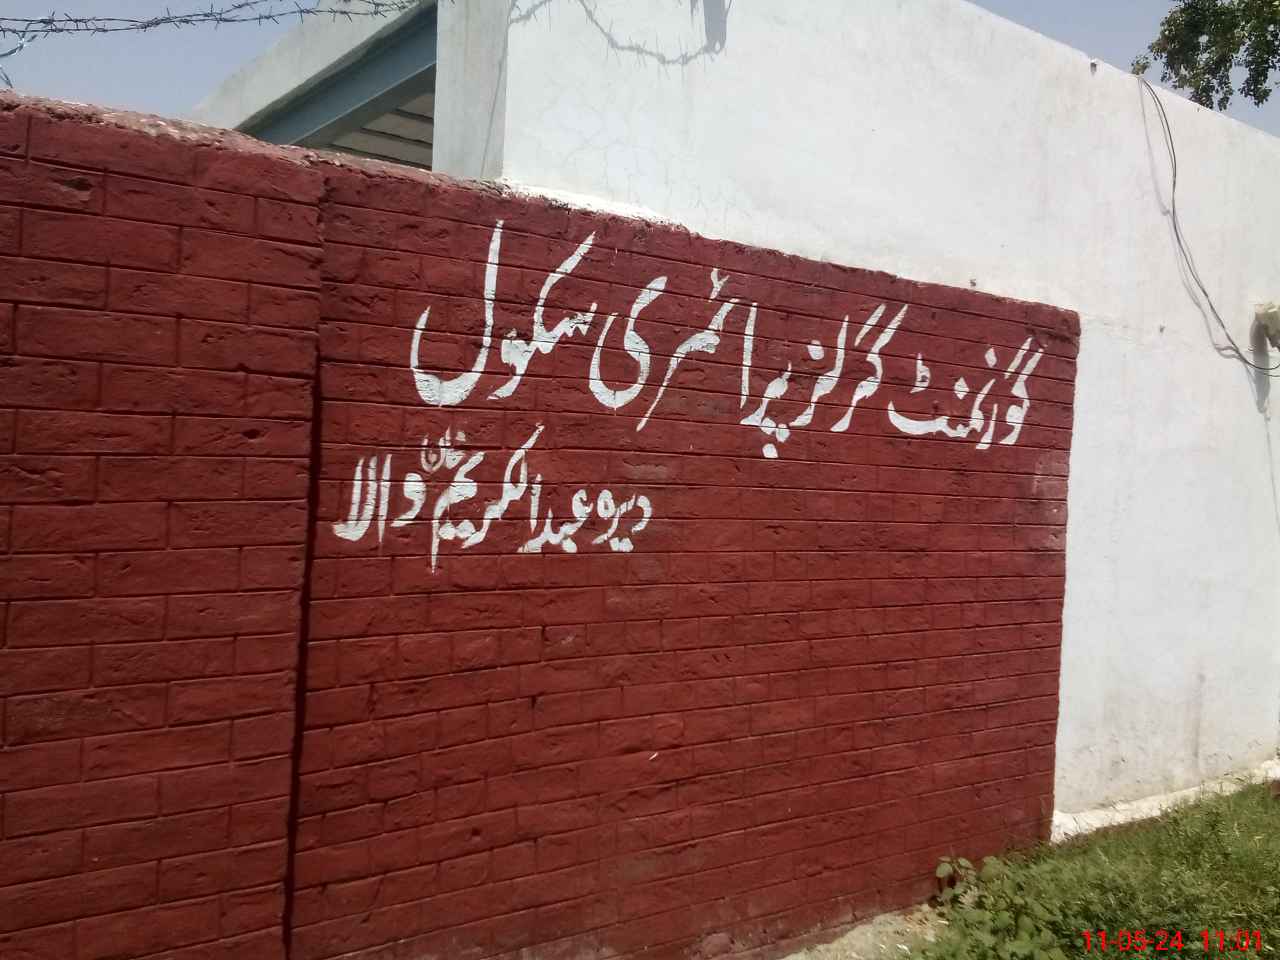 گورنمنٹ گرلز پرائمری سکول
ڈیرہ عبدالکریم خان والا
11-05-24 11:01